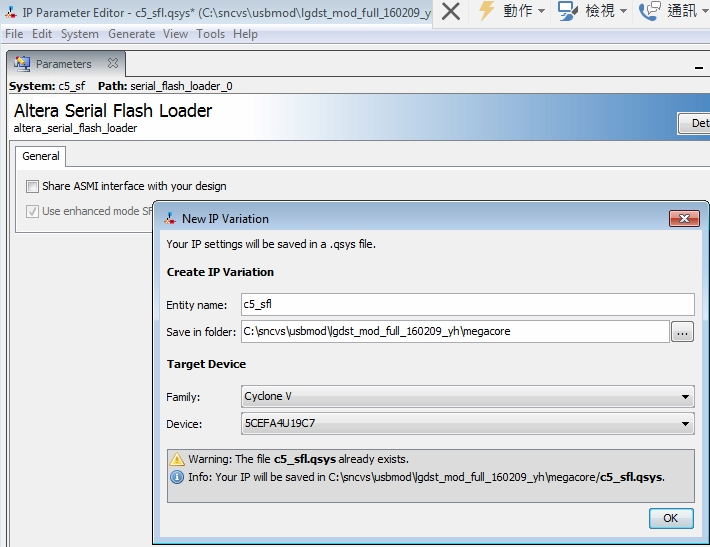 IP Parameter Editor - c5_sfl.qsys* (C:\sncvs\usbmod\lgdst_mod_full_160209_y
動作 檢視 通訊
File Edit System Generate View Tools Help
Parameters
System: c5_sf Path: serial_flash_loader_0
Altera Serial Flash Loader
altera_serial_flash_loader
Det
General
Share ASMI interface with your design
Use enhanced mode SF
New IP Variation
Your IP settings will be saved in a .qsys file.
Create IP Variation
Entity name: c5_sfl
Save in folder: C:\sncvs\usbmod\lgdst_mod_full_160209_yh\megacore ...
Target Device
Family: Cyclone V
Device: 5CEFA4U19C7
Warning: The file c5_sfl.qsys already exists.
Info: Your IP will be saved in C:\sncvs\usbmod\lgdst_mod_full_160209_yh\megacore/c5_sfl.qsys.
OK